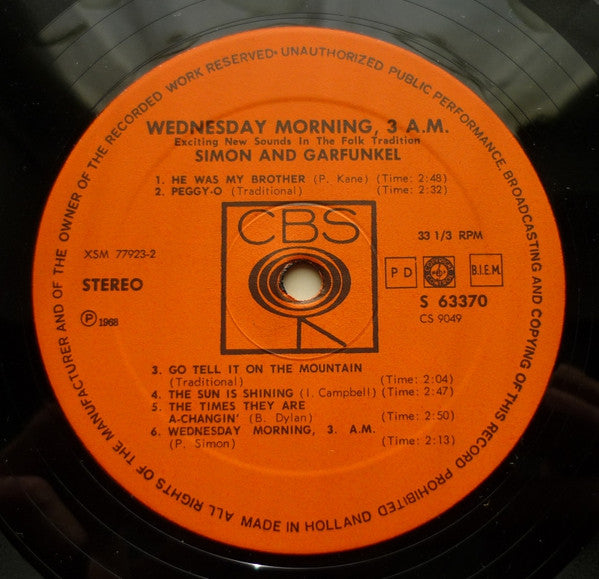 ALL RIGHTS OF THE MANUFACTURER AND OF THE OWNER OF THE RECORDED WORK RESERVED • UNAUTHORIZED PUBLIC PERFORMANCE. BROADCASTING AND COPYING OF THIS RECORD PROHIBITED
WEDNESDAY MORNING, 3 A.M.
Exciting New Sounds In The Folk Tradition
SIMON AND GARFUNKEL
1. HE WAS MY BROTHER (P. Kane) (Time: 2:48)
2. PEGGY-O (Traditional) (Time: 2:32)
CBS
XSM 77923-2
STEREO
℗ 1968
33 1/3 RPM
PD B.I.E.M.
S 63370
CS 9049
3. GO TELL IT ON THE MOUNTAIN
(Traditional) (Time: 2:04)
4. THE SUN IS SHINING (I. Campbell) (Time: 2:47)
5. THE TIMES THEY ARE
A-CHANGIN' (B. Dylan) (Time: 2:50)
6. WEDNESDAY MORNING, 3. A.M.
(P. Simon) (Time: 2:13)
MADE IN HOLLAND